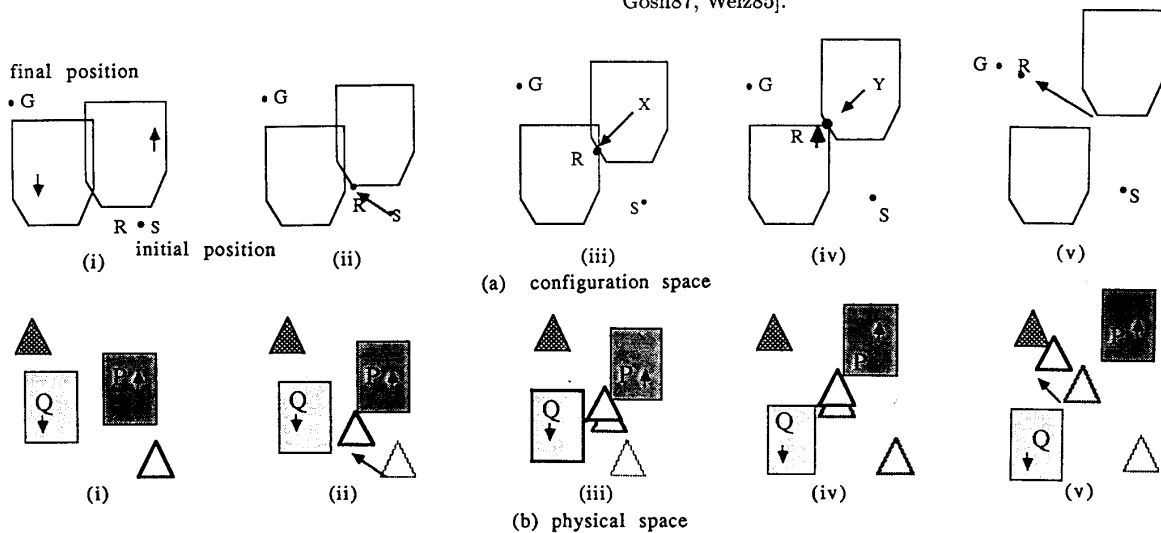 Gosh87, Welz85].
final position
G
R S
initial position
(i)
G
R S
(ii)
G
X
R
S
(iii)
G
Y
R
S
(iv)
G R
S
(v)
(a) configuration space
Q
P
(i)
Q
P
(ii)
Q
P
(iii)
Q
P
(iv)
Q
P
(v)
(b) physical space